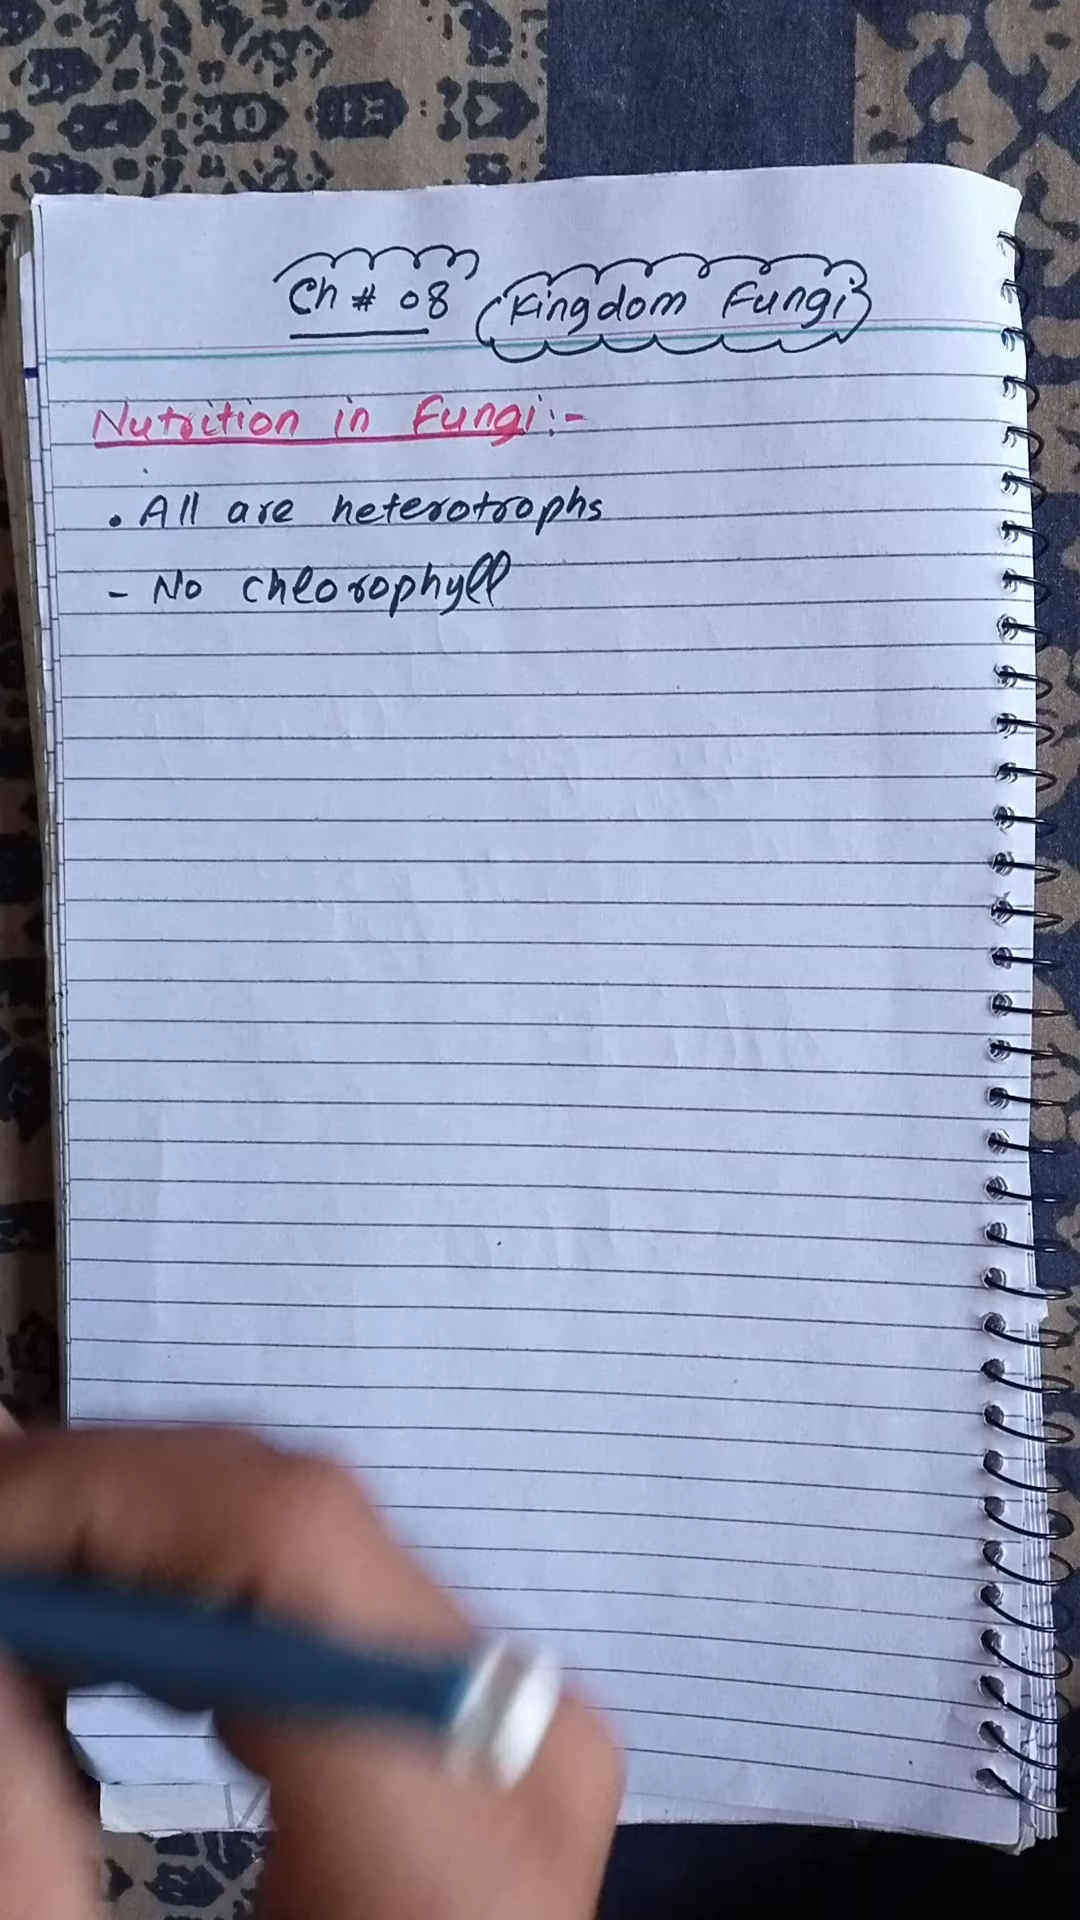 Ch # 08 Kingdom Fungi
Nutrition in Fungi:-
• All are heterotrophs
- No chlorophyll